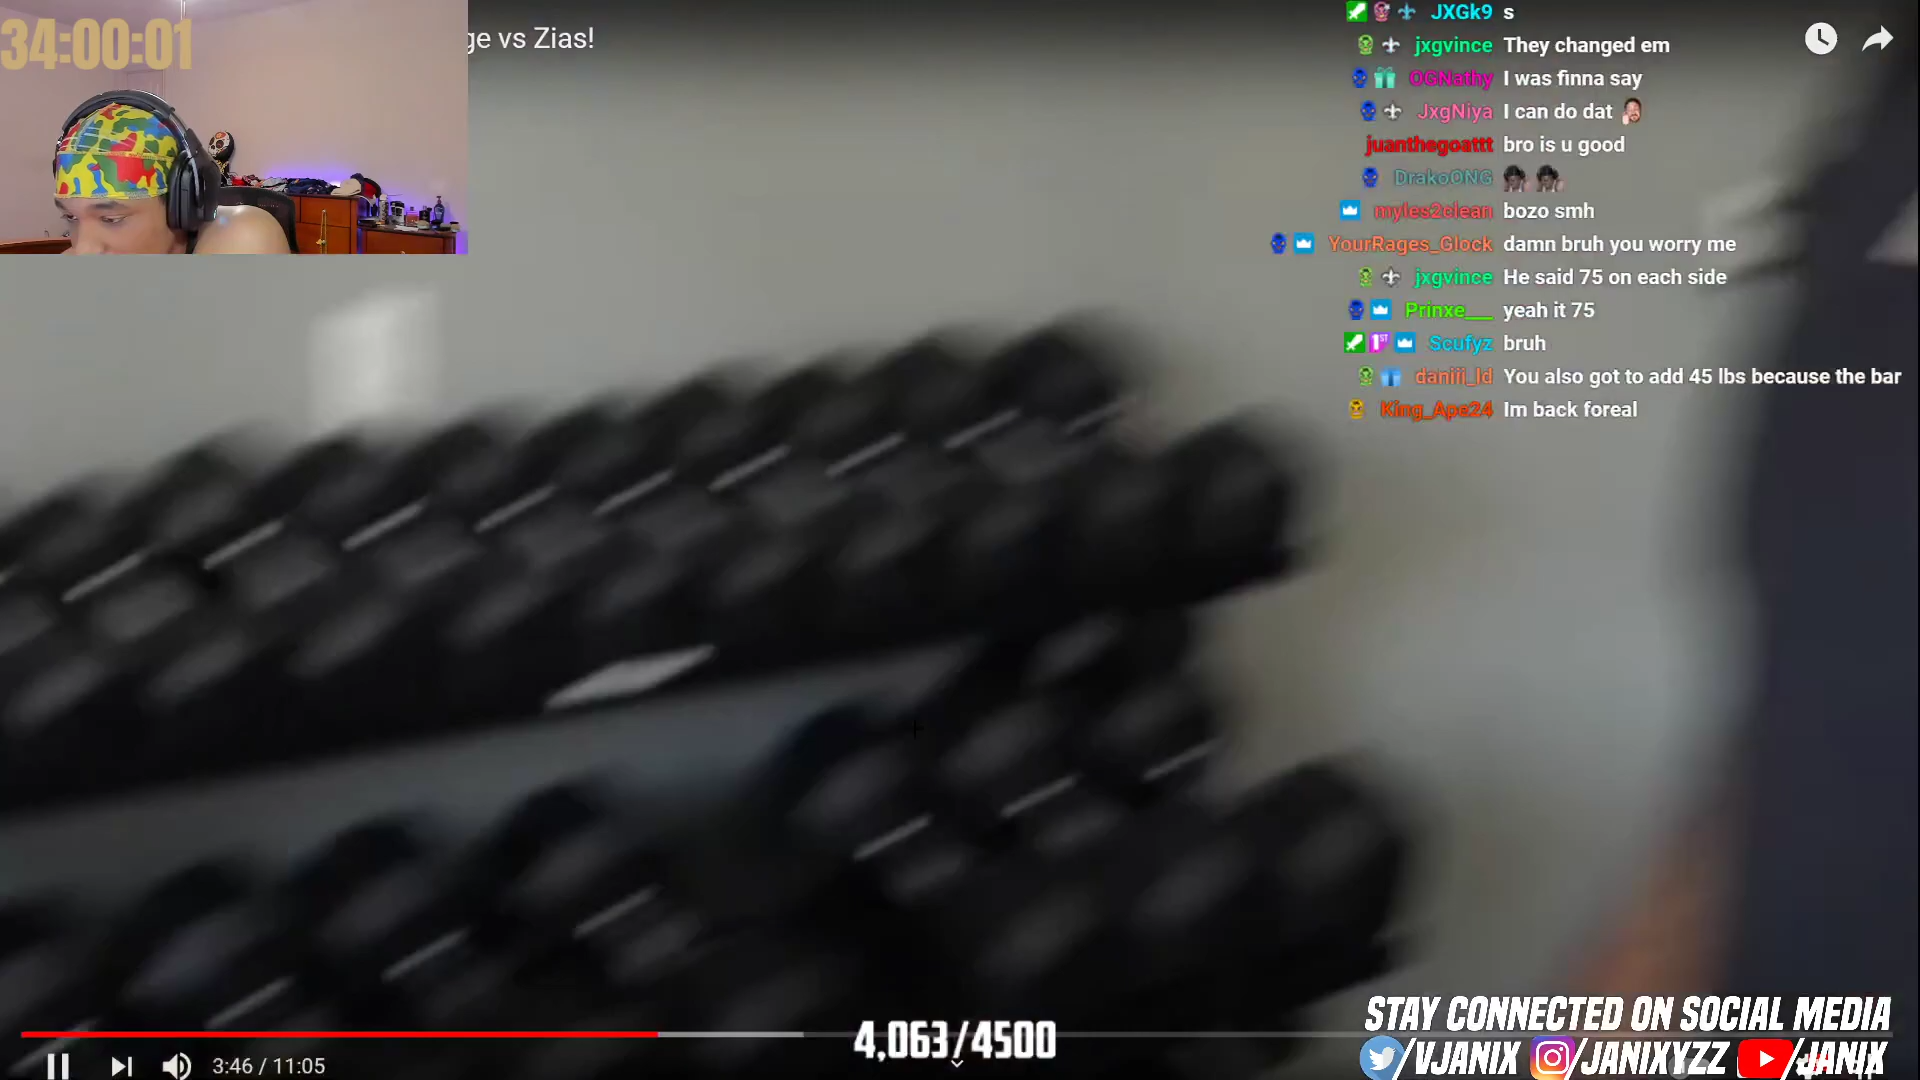 34:00:01
ge vs Zias!
JXGk9 s
jxgvince They changed em
OGNathy I was finna say
JxgNiya I can do dat
juanthegoattt bro is u good
DrakoONG
myles2clean bozo smh
YourRages_Glock damn bruh you worry me
jxgvince He said 75 on each side
Prinxe___ yeah it 75
1ST Scufyz bruh
daniii_ld You also got to add 45 lbs because the bar
King_Ape24 Im back foreal
4,063/4500
3:46 / 11:05
STAY CONNECTED ON SOCIAL MEDIA
/VJANIX /JANIXYZZ /JANIX